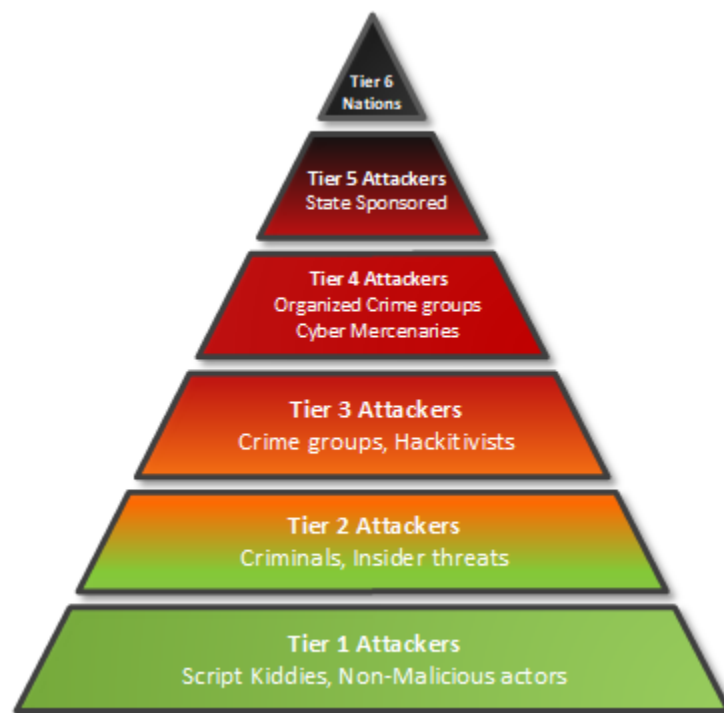 Tier 6
Nations
Tier 5 Attackers
State Sponsored
Tier 4 Attackers
Organized Crime groups
Cyber Mercenaries
Tier 3 Attackers
Crime groups, Hackitivists
Tier 2 Attackers
Criminals, Insider threats
Tier 1 Attackers
Script Kiddies, Non-Malicious actors